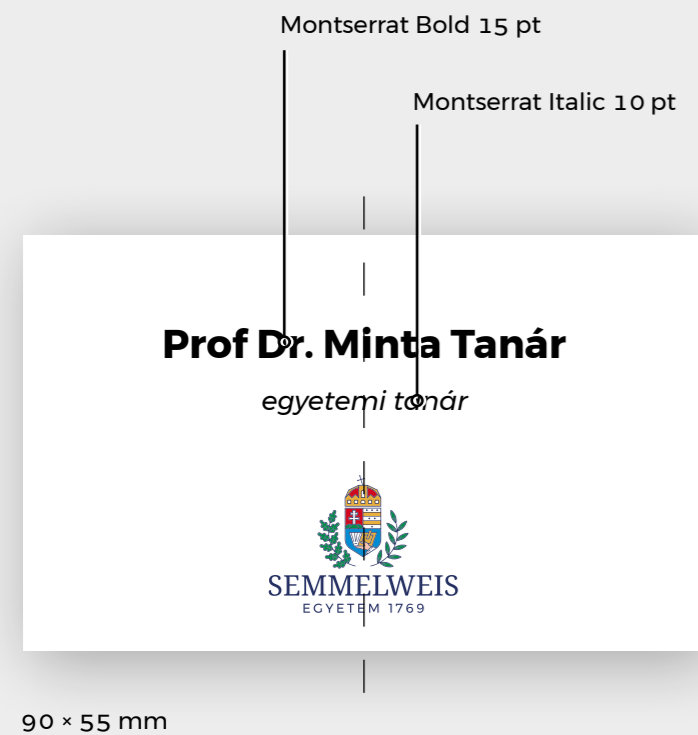 Montserrat Bold 15 pt
Montserrat Italic 10 pt
Prof Dr. Minta Tanár
egyetemi tanár
SEMMELWEIS
EGYETEM 1769
90 × 55 mm